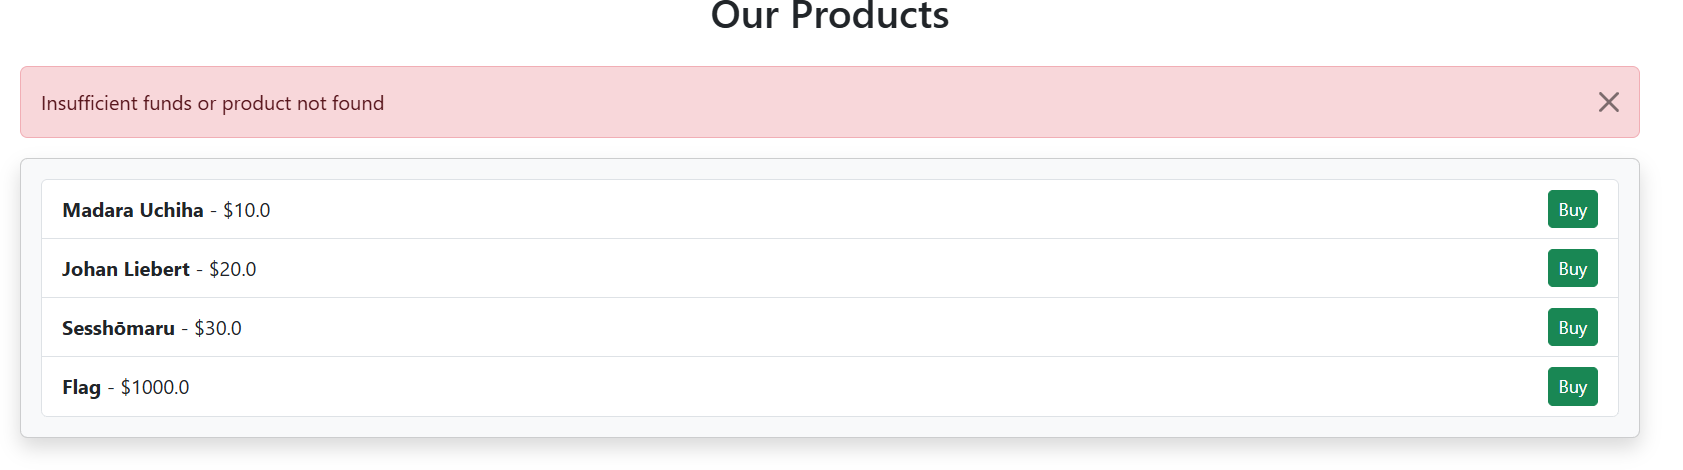 Our Products
Insufficient funds or product not found
Madara Uchiha - $10.0 Buy
Johan Liebert - $20.0 Buy
Sesshōmaru - $30.0 Buy
Flag - $1000.0 Buy